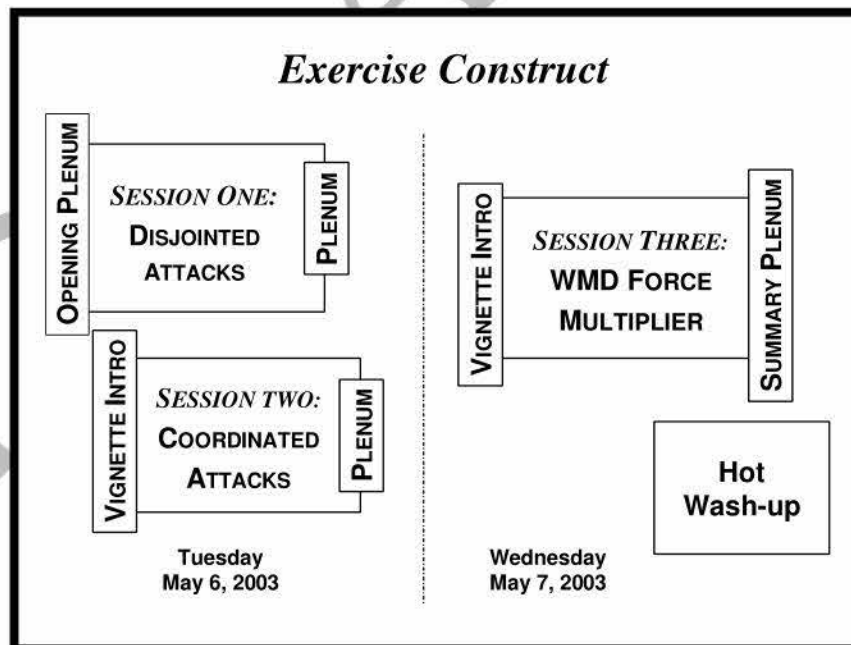 Exercise Construct
OPENING PLENUM
SESSION ONE:
DISJOINTED
ATTACKS
PLENUM
VIGNETTE INTRO
SESSION TWO:
COORDINATED
ATTACKS
PLENUM
Tuesday
May 6, 2003
VIGNETTE INTRO
SESSION THREE:
WMD FORCE
MULTIPLIER
SUMMARY PLENUM
Hot
Wash-up
Wednesday
May 7, 2003